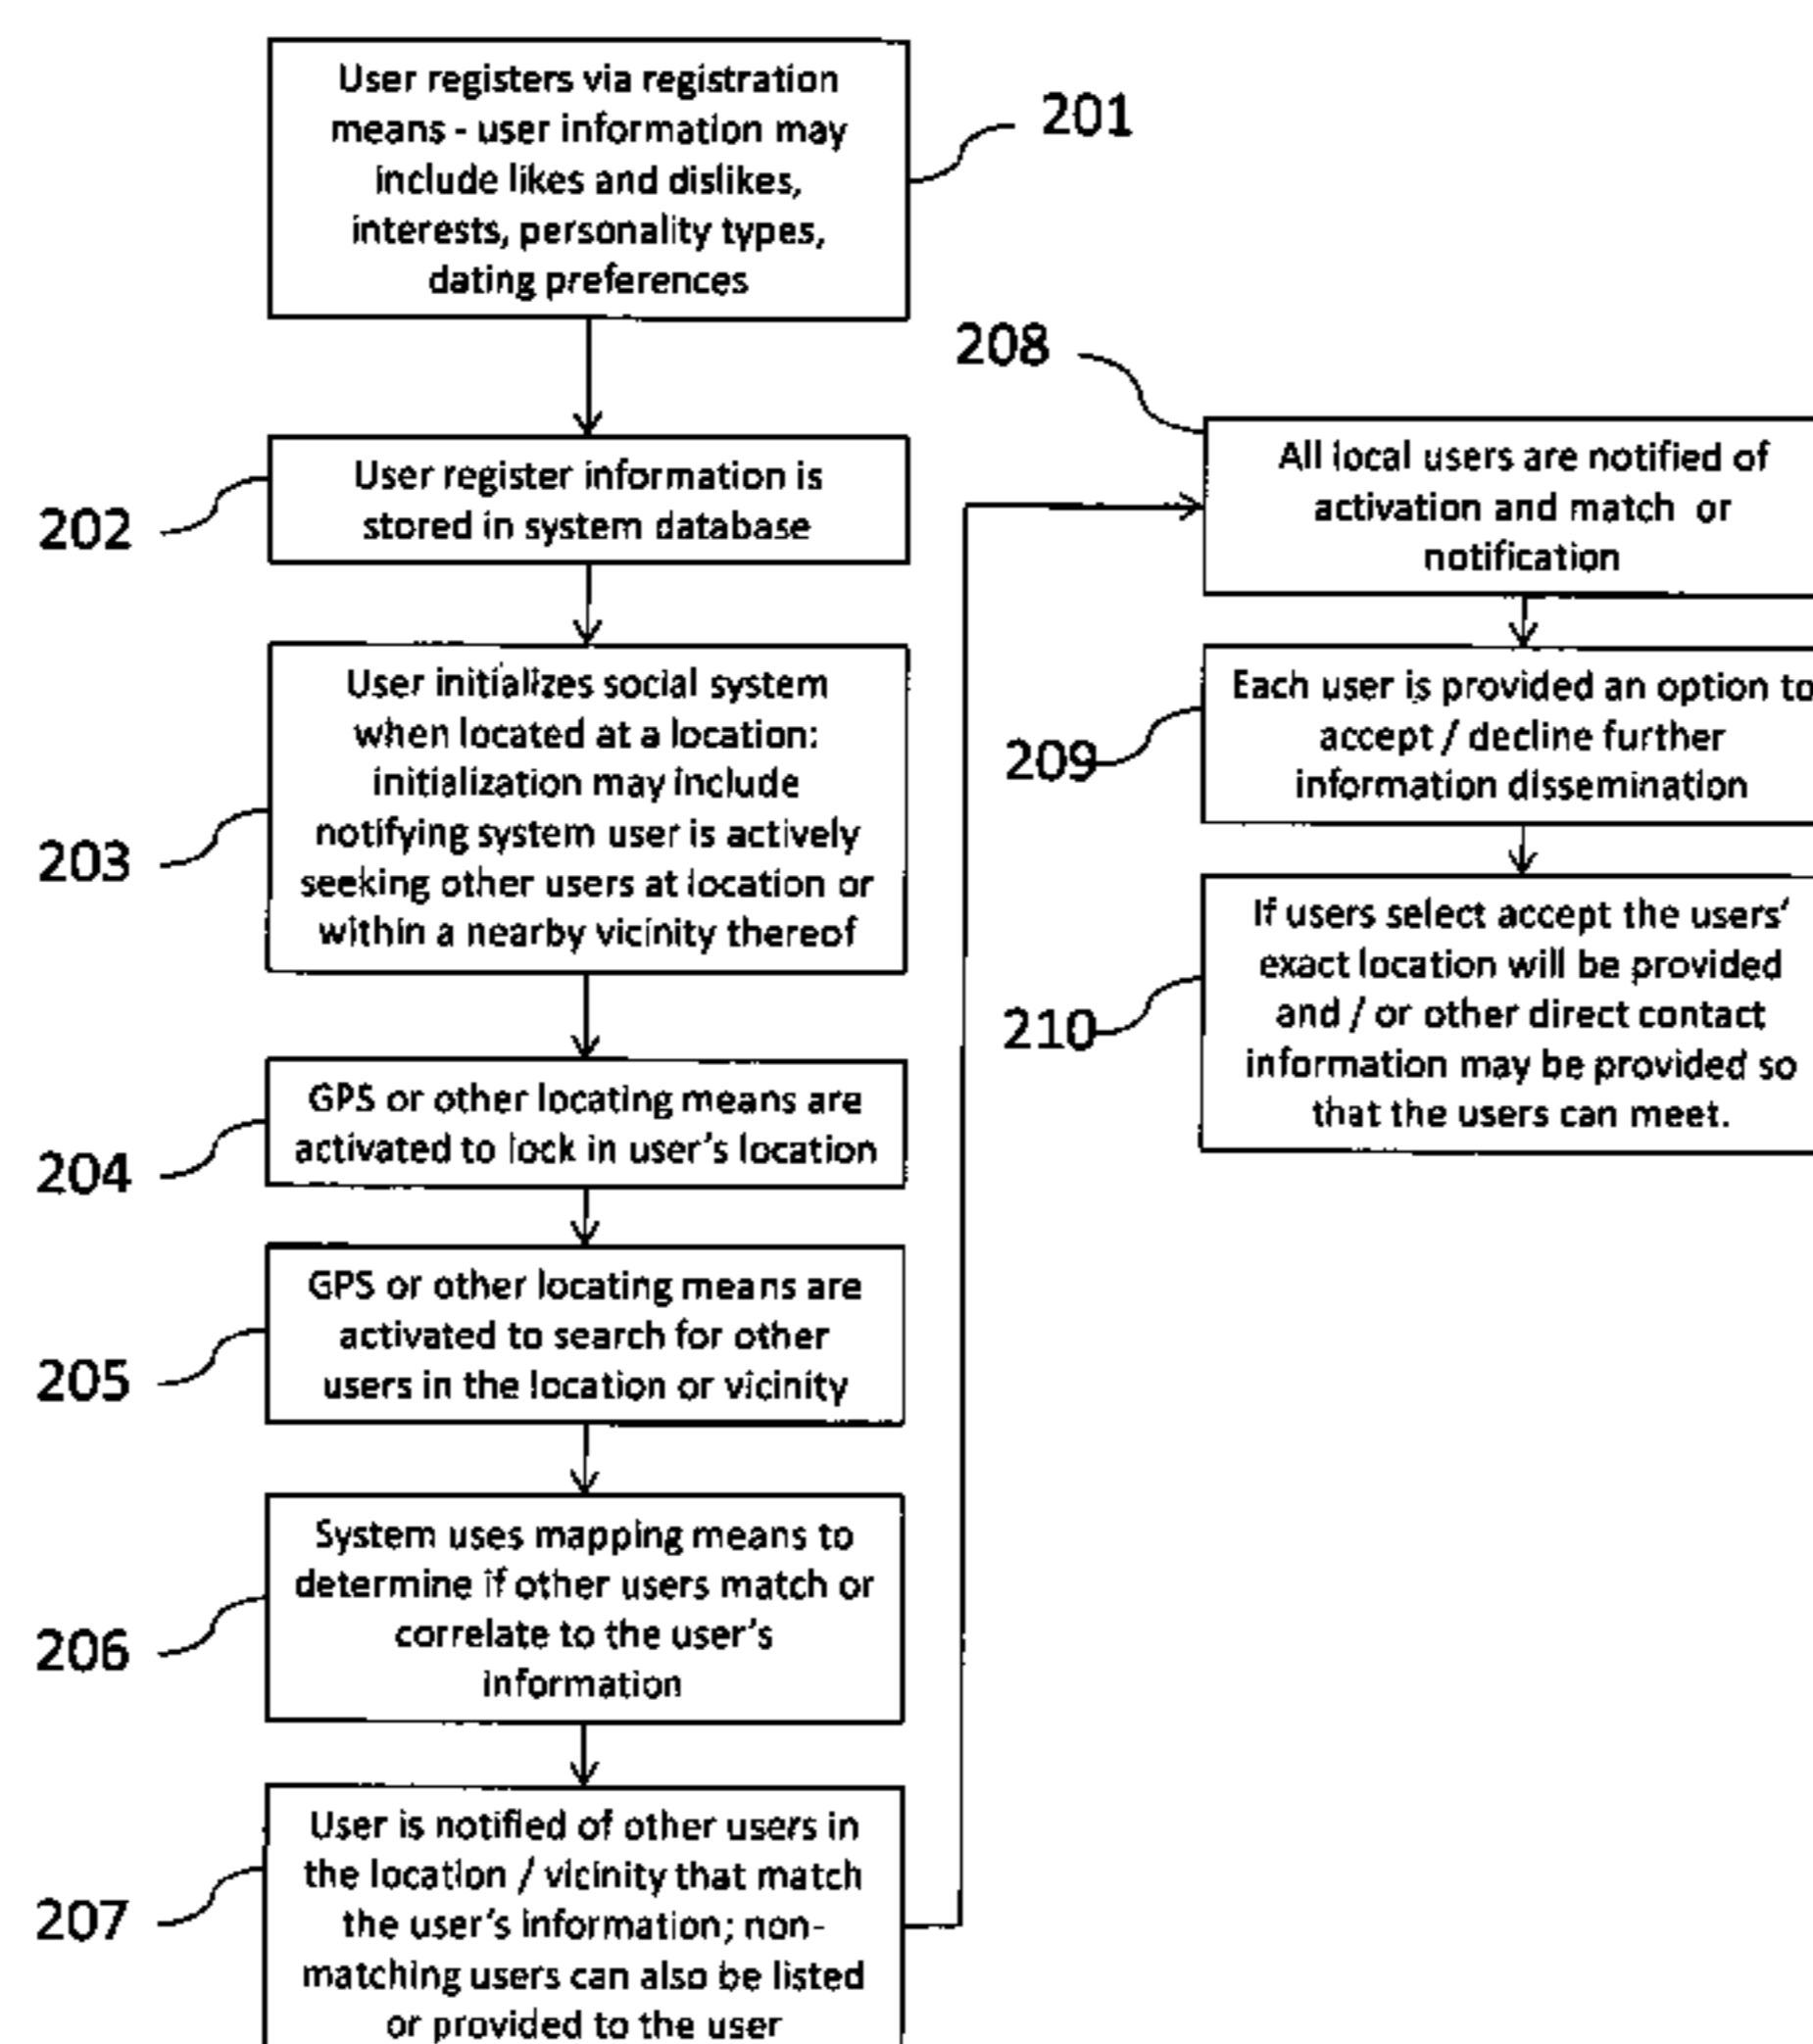 User registers via registration
means - user information may
include likes and dislikes,
interests, personality types,
dating preferences
201
User register information is
stored in system database
202
User initializes social system
when located at a location:
initialization may include
notifying system user is actively
seeking other users at location or
within a nearby vicinity thereof
203
GPS or other locating means are
activated to lock in user's location
204
GPS or other locating means are
activated to search for other
users in the location or vicinity
205
System uses mapping means to
determine if other users match or
correlate to the user's
information
206
User is notified of other users in
the location / vicinity that match
the user's information; non-
matching users can also be listed
or provided to the user
207
208
All local users are notified of
activation and match or
notification
Each user is provided an option to
accept / decline further
information dissemination
209
If users select accept the users'
exact location will be provided
and / or other direct contact
information may be provided so
that the users can meet.
210